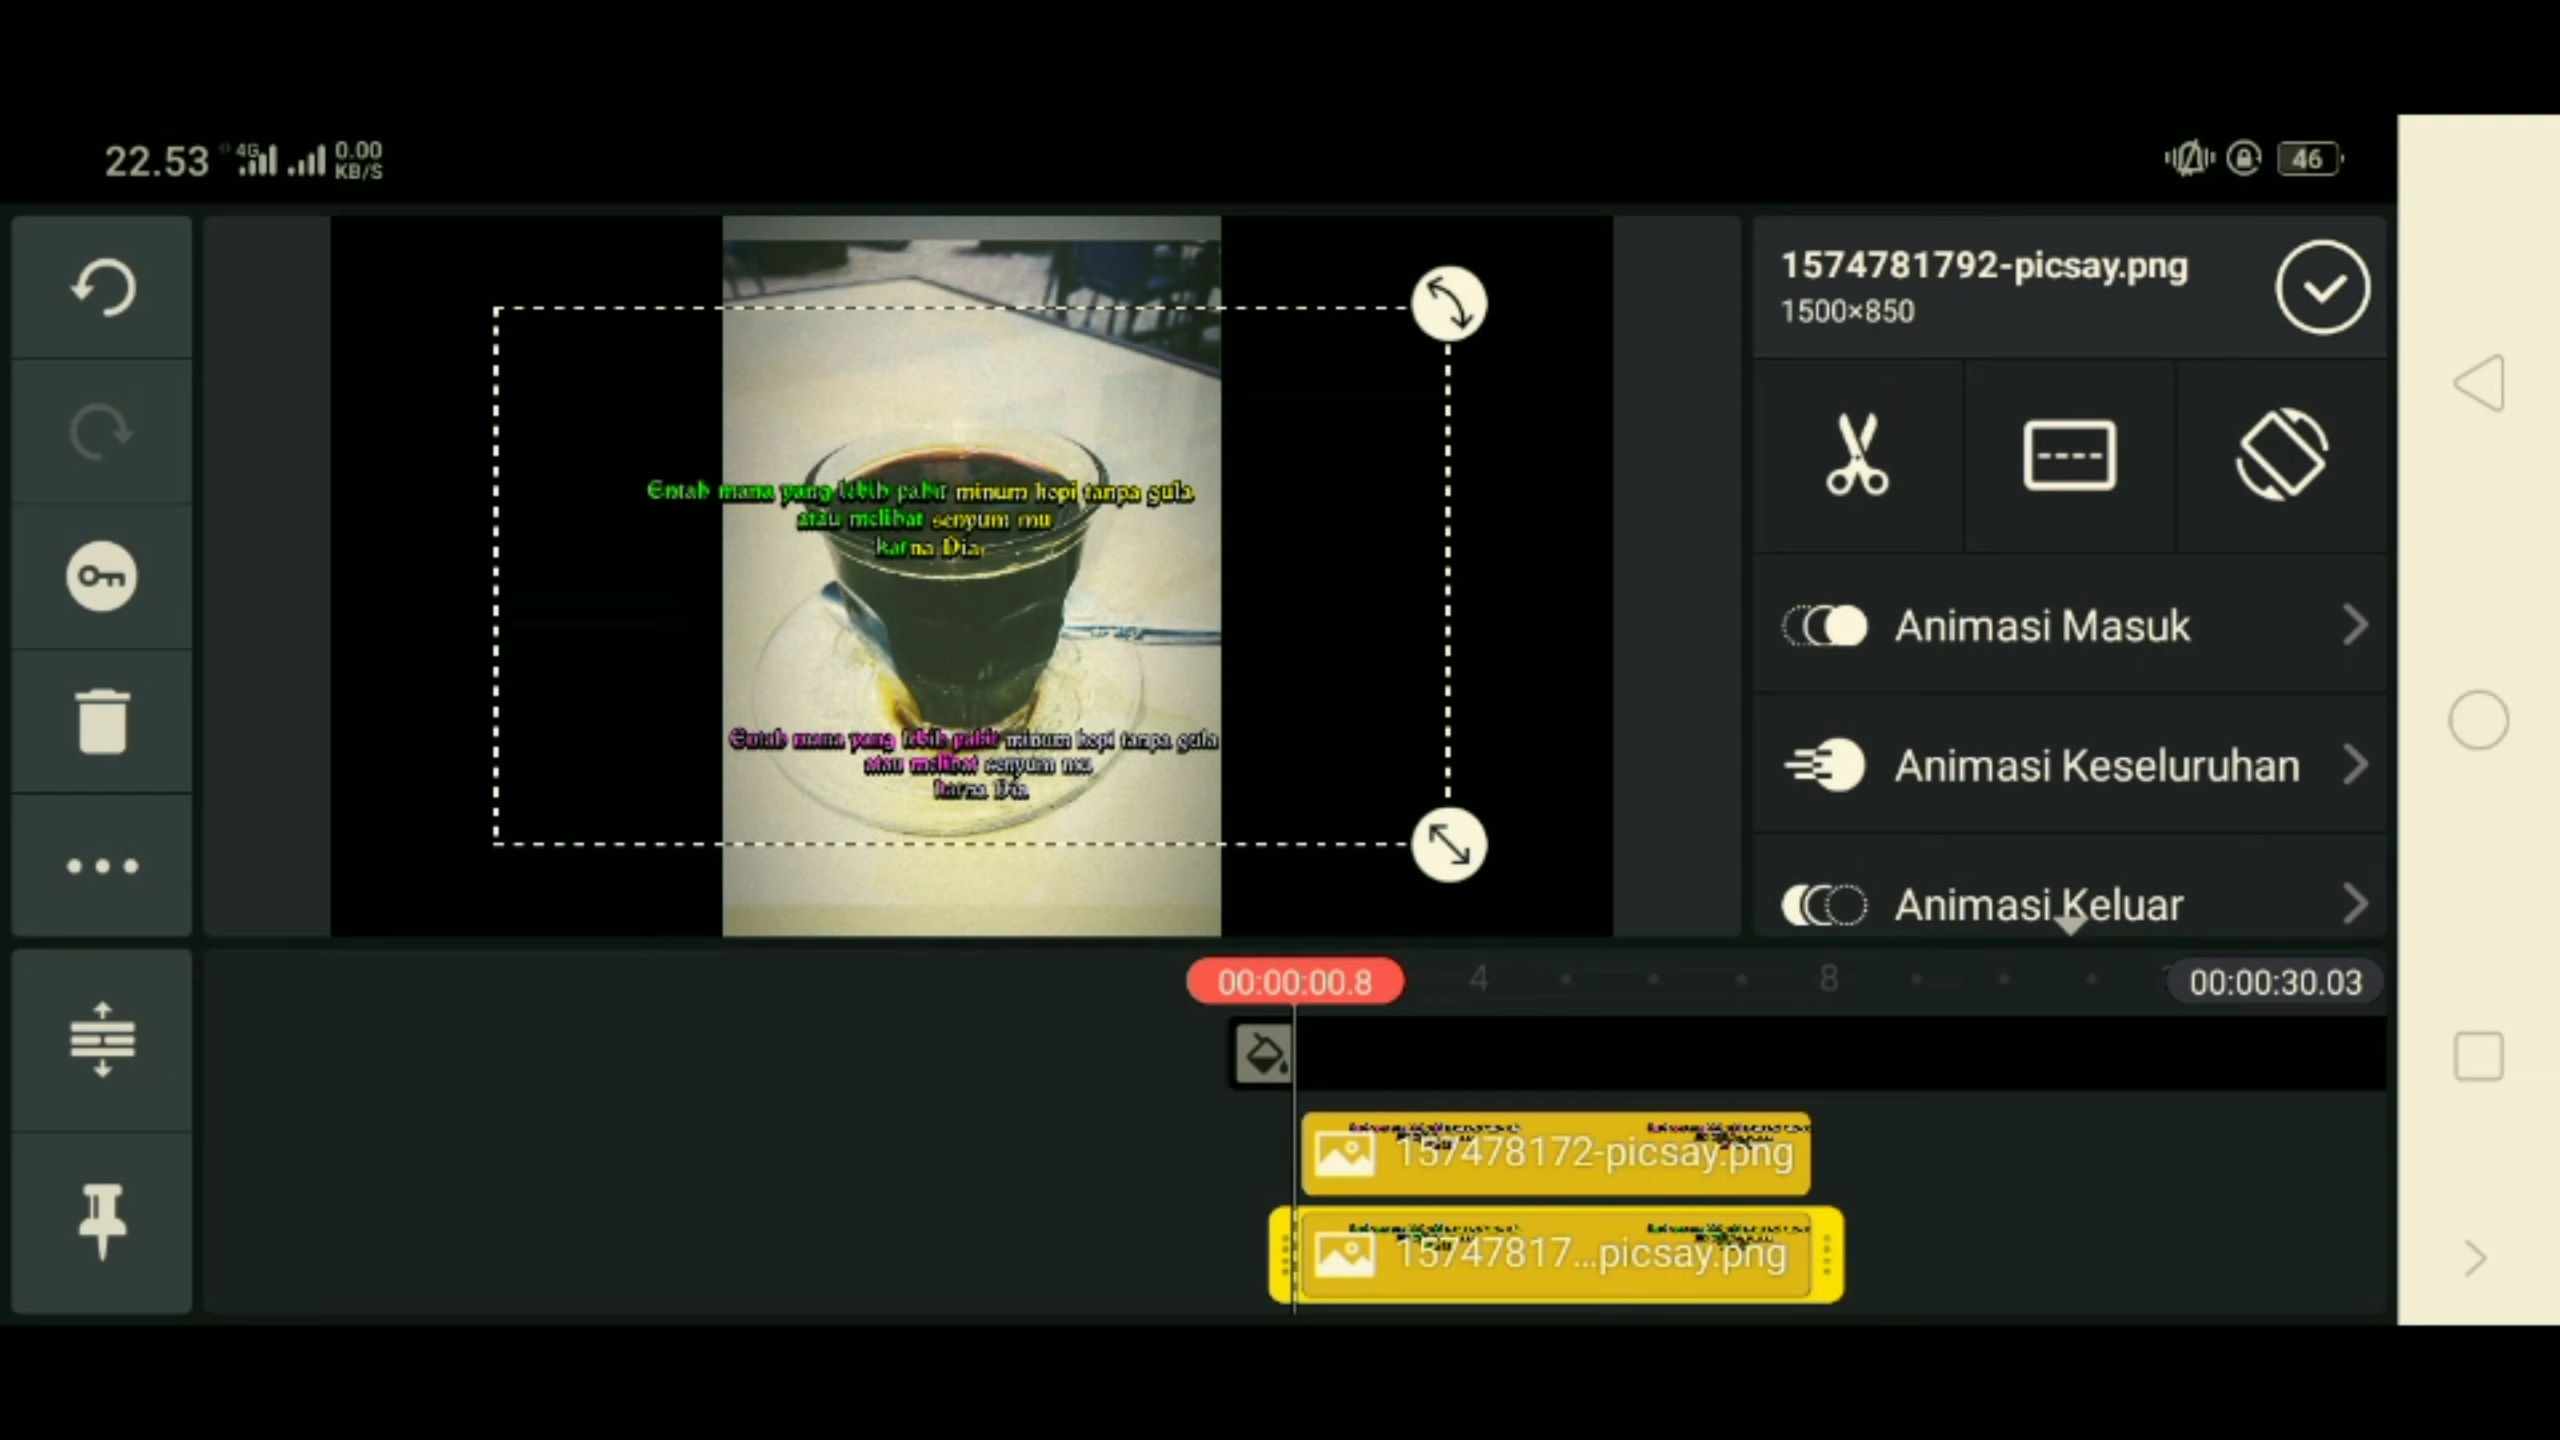 22.53 4G 0.00 KB/S 46
1574781792-picsay.png
1500×850
Entah mana yang lebih pahit minum kopi tanpa gula
atau melihat senyum mu
karna Dia,
Animasi Masuk
Animasi Keseluruhan
Entah mana yang lebih pahit minum kopi tanpa gula
atau melihat senyum mu
karna Dia
Animasi Keluar
00:00:00.8 4 8 00:00:30.03
157478172-picsay.png
15747817...picsay.png